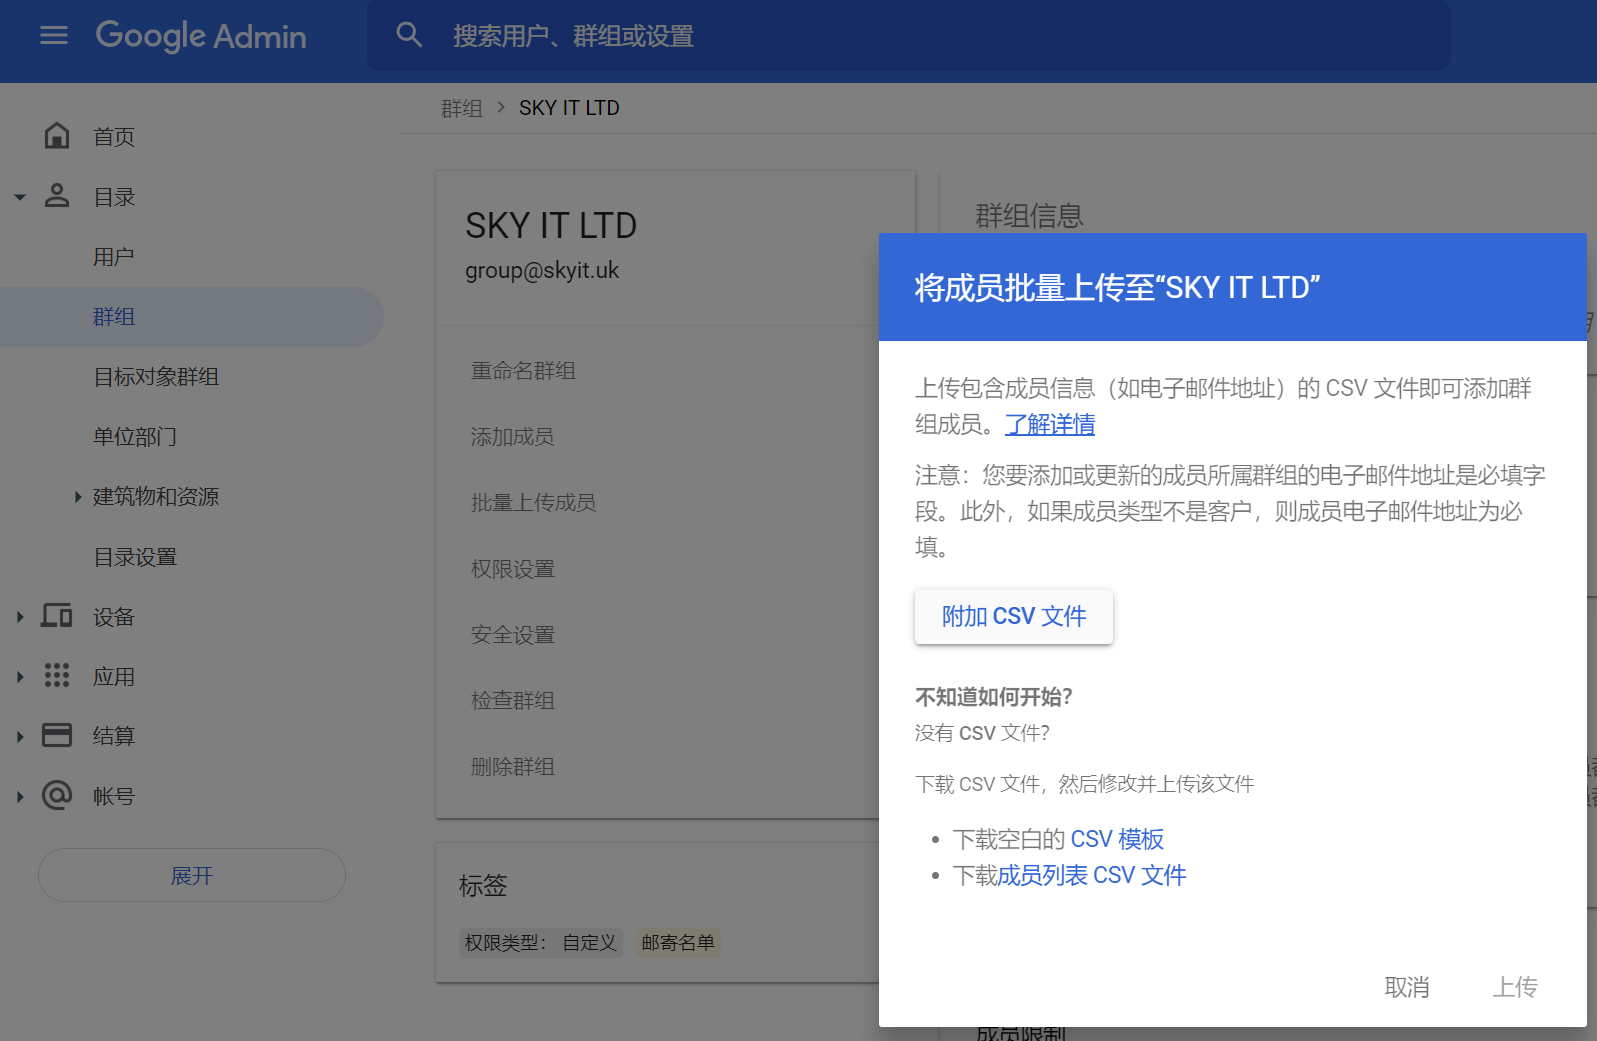 Google Admin
搜索用户、群组或设置
首页
目录
用户
群组
目标对象群组
单位部门
建筑物和资源
目录设置
设备
应用
结算
帐号
展开
群组 > SKY IT LTD
SKY IT LTD
group@skyit.uk
重命名群组
添加成员
批量上传成员
权限设置
安全设置
检查群组
删除群组
标签
权限类型： 自定义 邮寄名单
群组信息
将成员批量上传至“SKY IT LTD”
上传包含成员信息（如电子邮件地址）的 CSV 文件即可添加群
组成员。了解详情
注意：您要添加或更新的成员所属群组的电子邮件地址是必填字
段。此外，如果成员类型不是客户，则成员电子邮件地址为必
填。
附加 CSV 文件
不知道如何开始？
没有 CSV 文件？
下载 CSV 文件，然后修改并上传该文件
• 下载空白的 CSV 模板
• 下载成员列表 CSV 文件
取消 上传
成员限制